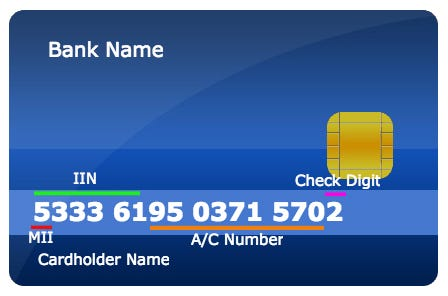 Bank Name
IIN
Check Digit
5333 6195 0371 5702
MII
A/C Number
Cardholder Name